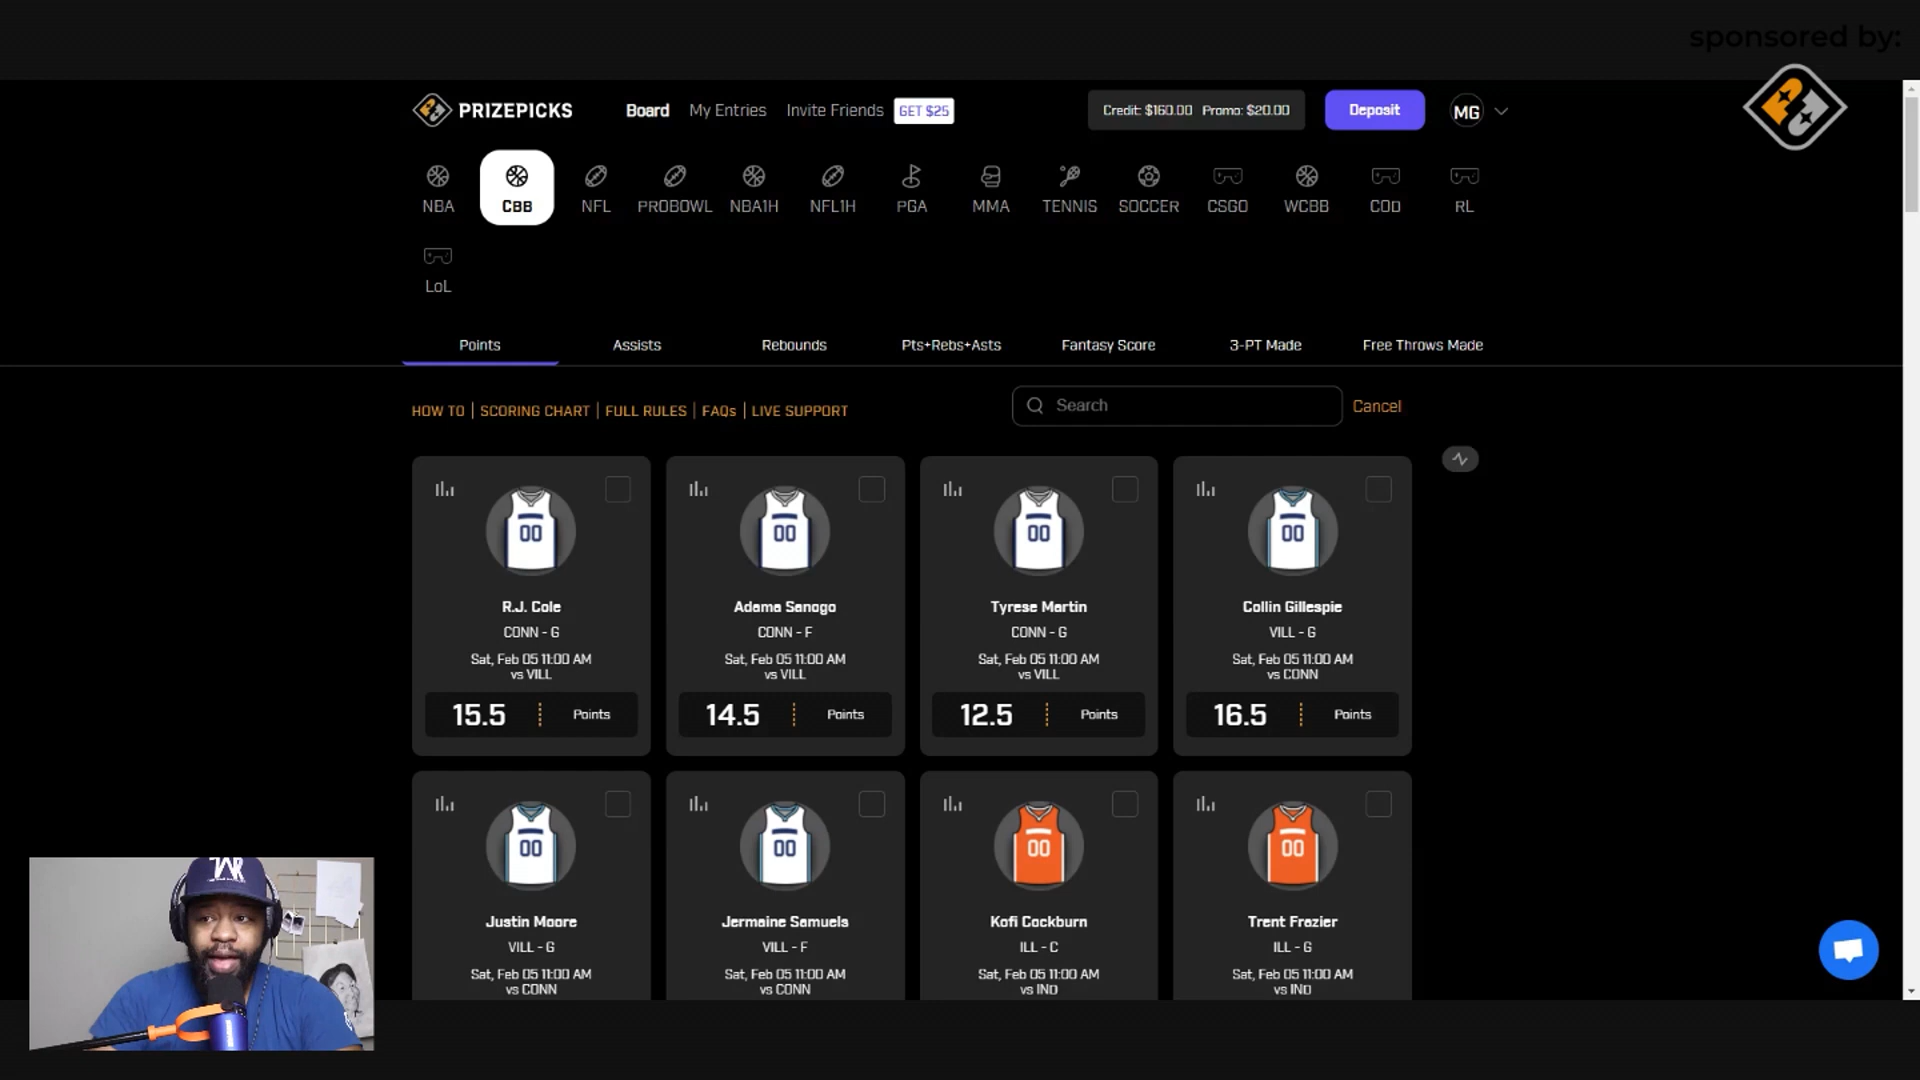 sponsored by:
PRIZEPICKS Board My Entries Invite Friends GET $25 Credit: $160.00 Promo: $20.00 Deposit MG
NBA CBB NFL PROBOWL NBA1H NFL1H PGA MMA TENNIS SOCCER CSGO WCBB COD RL
LoL
Points Assists Rebounds Pts+Rebs+Asts Fantasy Score 3-PT Made Free Throws Made
HOW TO | SCORING CHART | FULL RULES | FAQs | LIVE SUPPORT Search Cancel
00 00 00 00
R.J. Cole Adama Sanogo Tyrese Martin Collin Gillespie
CONN - G CONN - F CONN - G VILL - G
Sat, Feb 05 11:00 AM Sat, Feb 05 11:00 AM Sat, Feb 05 11:00 AM Sat, Feb 05 11:00 AM
vs VILL vs VILL vs VILL vs CONN
15.5 Points 14.5 Points 12.5 Points 16.5 Points
00 00 00 00
Justin Moore Jermaine Samuels Kofi Cockburn Trent Frazier
VILL - G VILL - F ILL - C ILL - G
Sat, Feb 05 11:00 AM Sat, Feb 05 11:00 AM Sat, Feb 05 11:00 AM Sat, Feb 05 11:00 AM
vs CONN vs CONN vs IND vs IND